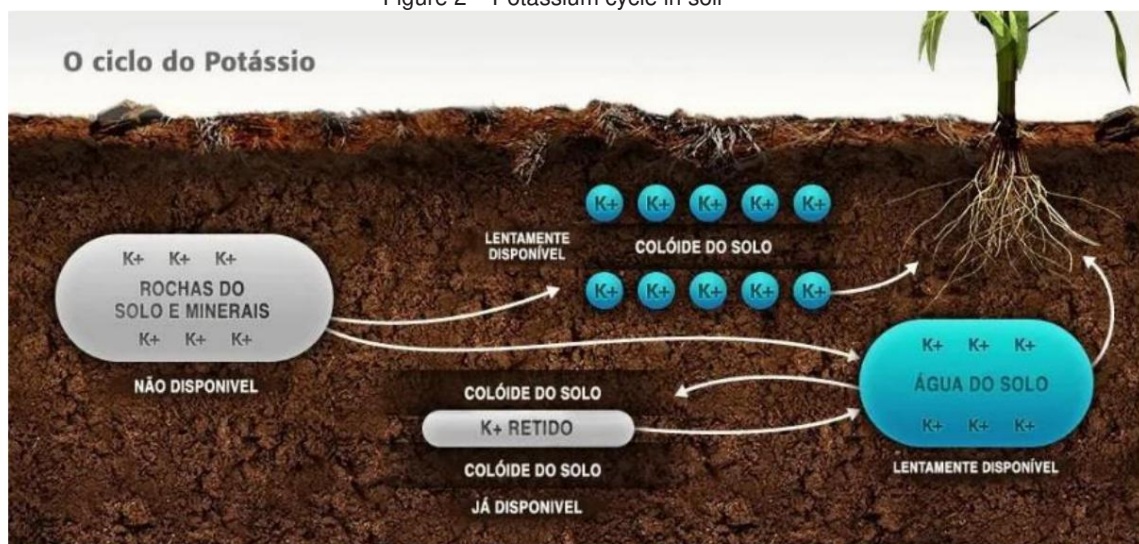 Figure 2 – Potassium cycle in soil
O ciclo do Potássio
K+ K+ K+ K+ K+
LENTAMENTE
DISPONÍVEL
COLÓIDE DO SOLO
K+ K+ K+ K+ K+
K+ K+ K+
ROCHAS DO
SOLO E MINERAIS
K+ K+ K+
NÃO DISPONIVEL
COLÓIDE DO SOLO
K+ RETIDO
COLÓIDE DO SOLO
JÁ DISPONIVEL
K+ K+ K+
ÁGUA DO SOLO
K+ K+ K+
LENTAMENTE DISPONÍVEL